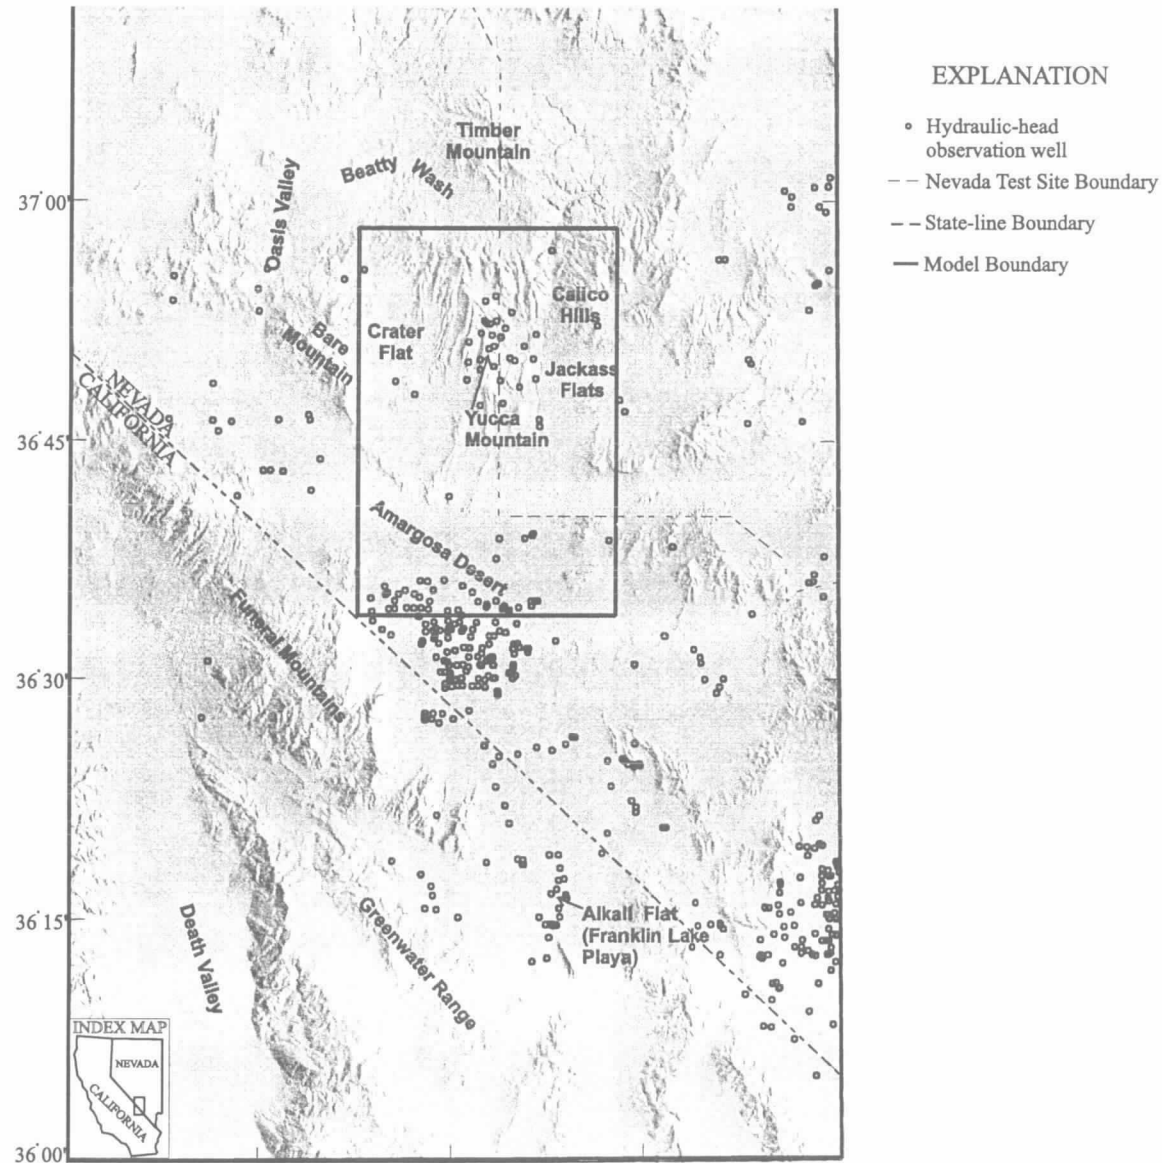 EXPLANATION
Hydraulic-head
observation well
Nevada Test Site Boundary
State-line Boundary
Model Boundary
Timber
Mountain
Beatty Wash
Oasis Valley
37°00'
Calico
Hills
Crater
Flat
Bare
Mountain
Jackass
Flats
Yucca
Mountain
NEVADA
CALIFORNIA
36°45'
Amargosa Desert
Funeral Mountains
36°30'
Alkali Flat
(Franklin Lake
Playa)
36°15'
Death Valley
Greenwater Range
INDEX MAP
NEVADA
CALIFORNIA
36°00'